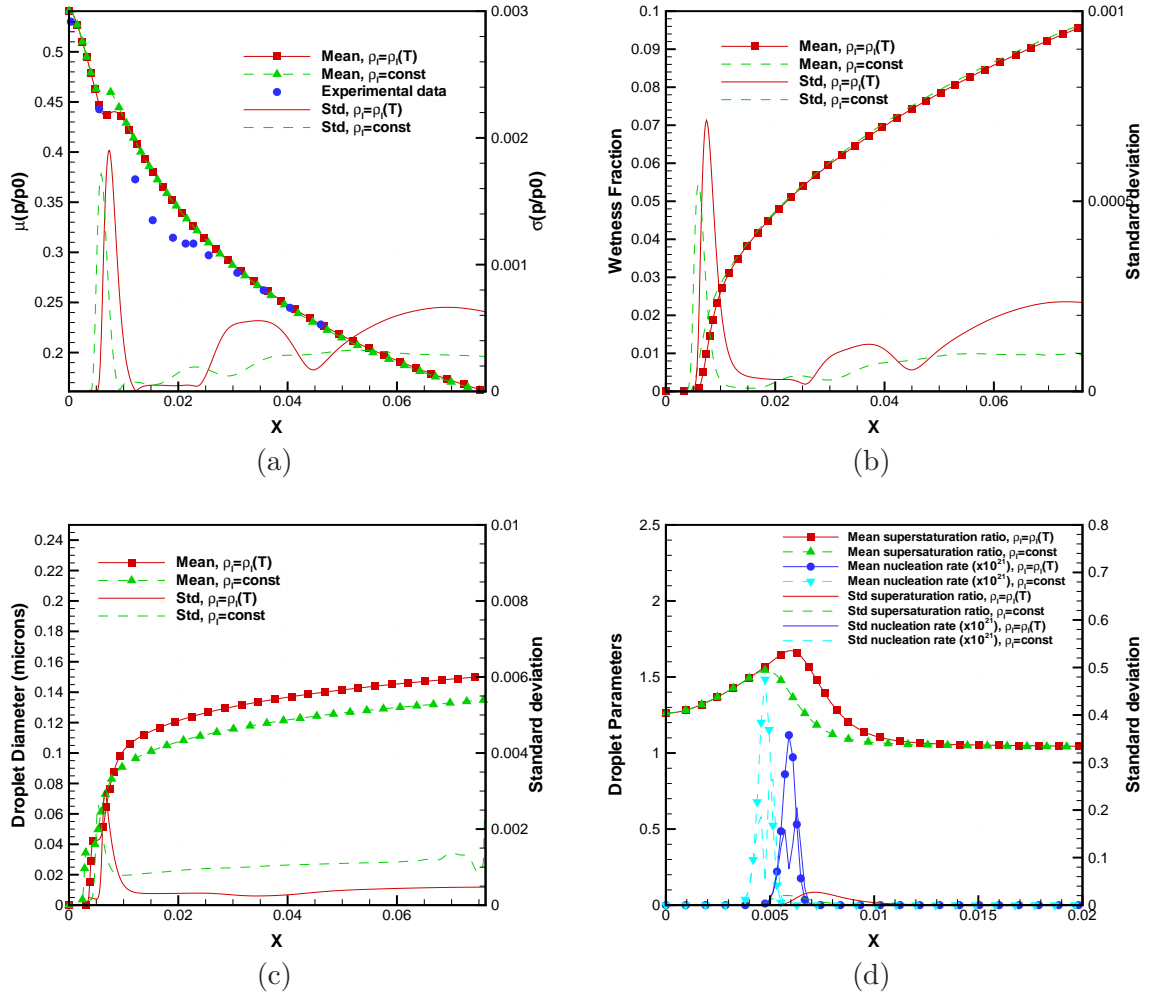 Mean, ρl=ρl(T)
Mean, ρl=const
Experimental data
Std, ρl=ρl(T)
Std, ρl=const
μ(p/p0)
0.5
0.45
0.4
0.35
0.3
0.25
0.2
σ(p/p0)
0.003
0.002
0.001
0
0 0.02 0.04 0.06
X
(a)
Mean, ρl=ρl(T)
Mean, ρl=const
Std, ρl=ρl(T)
Std, ρl=const
Wetness Fraction
0.1
0.09
0.08
0.07
0.06
0.05
0.04
0.03
0.02
0.01
0
Standard deviation
0.001
0.0005
0
0 0.02 0.04 0.06
X
(b)
Mean, ρl=ρl(T)
Mean, ρl=const
Std, ρl=ρl(T)
Std, ρl=const
Droplet Diameter (microns)
0.24
0.22
0.2
0.18
0.16
0.14
0.12
0.1
0.08
0.06
0.04
0.02
0
Standard deviation
0.01
0.008
0.006
0.004
0.002
0
0 0.02 0.04 0.06
X
(c)
Mean superstaturation ratio, ρl=ρl(T)
Mean supersaturation ratio, ρl=const
Mean nucleation rate (x10²¹), ρl=ρl(T)
Mean nucleation rate (x10²¹), ρl=const
Std superaturation ratio, ρl=ρl(T)
Std supersaturation ratio, ρl=const
Std nucleation rate (x10²¹), ρl=ρl(T)
Std nucleation rate (x10²¹), ρl=const
Droplet Parameters
2.5
2
1.5
1
0.5
0
Standard deviation
0.8
0.7
0.6
0.5
0.4
0.3
0.2
0.1
0
0 0.005 0.01 0.015 0.02
X
(d)